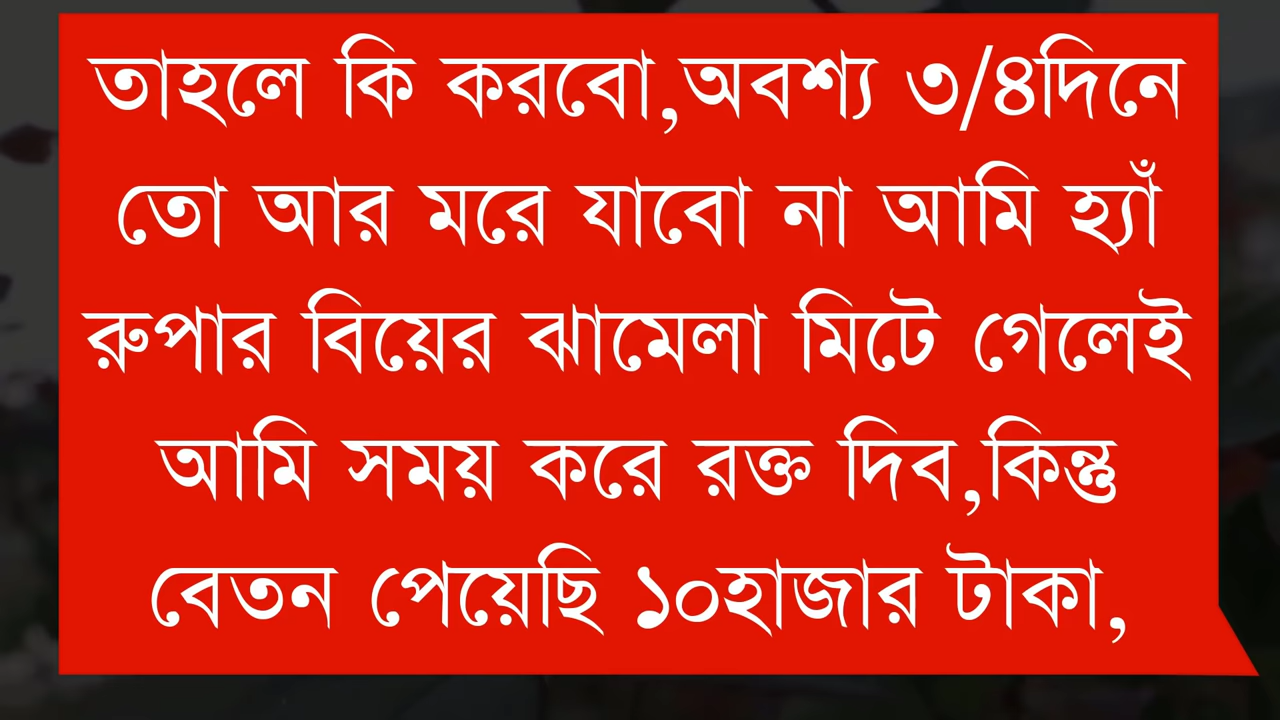 তাহলে কি করবো,অবশ্য ৩/৪দিনে
তো আর মরে যাবো না আমি হ্যাঁ
রুপার বিয়ের ঝামেলা মিটে গেলেই
আমি সময় করে রক্ত দিব,কিন্তু
বেতন পেয়েছি ১০হাজার টাকা,